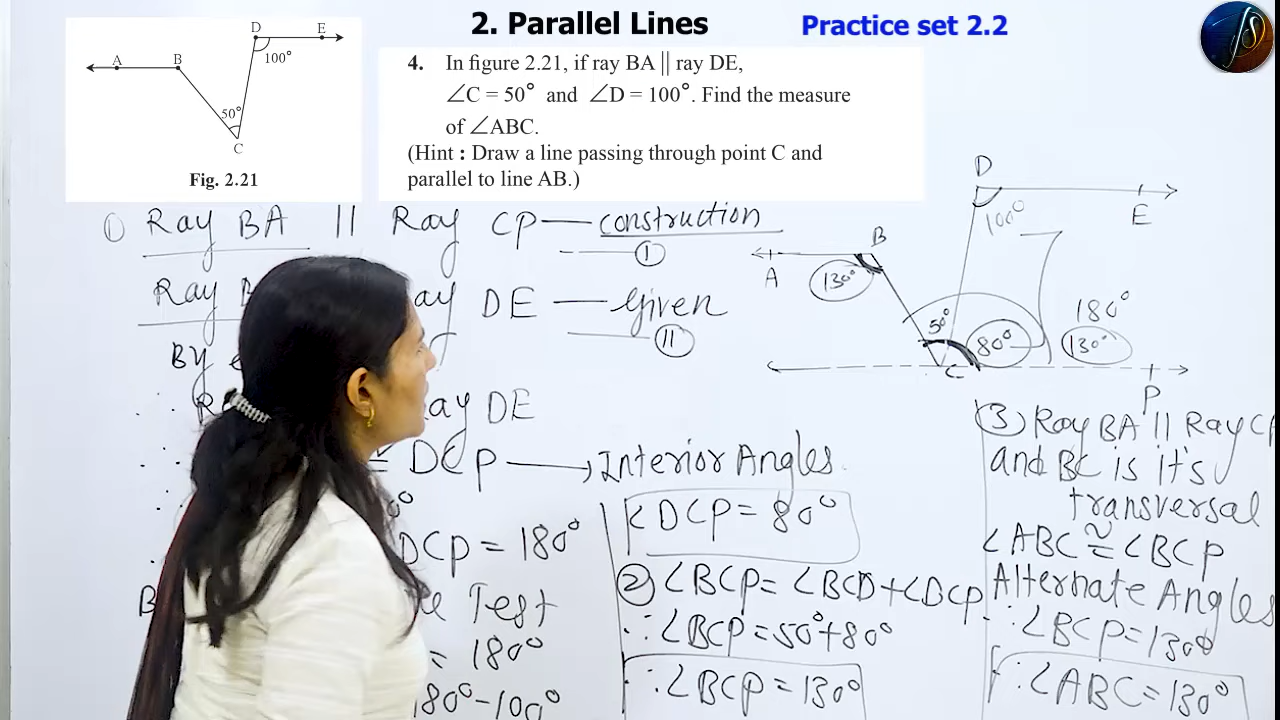 2. Parallel Lines
Practice set 2.2
D E
100°
A B
50°
C
Fig. 2.21
4. In figure 2.21, if ray BA || ray DE,
∠C = 50° and ∠D = 100°. Find the measure
of ∠ABC.
(Hint : Draw a line passing through point C and
parallel to line AB.)
① Ray BA || Ray CP — construction
Ⓘ
Ray DE — Given
Ⓘ Ⓘ
By
Ray DE
DCP → Interior Angles
DCP = 180°
Test
= 180°
180° - 100°
∠DCP = 80°
② ∠BCP = ∠BCD + ∠DCP
∴ ∠BCP = 50° + 80°
∴ ∠BCP = 130°
D
100°
E
B
A
130°
50°
80°
180°
130°
C
P
③ Ray BA || Ray CP
and BC is it's
transversal
∠ABC ≅ ∠BCP
Alternate Angles
∴ ∠BCP = 130°
∴ ∠ABC = 130°